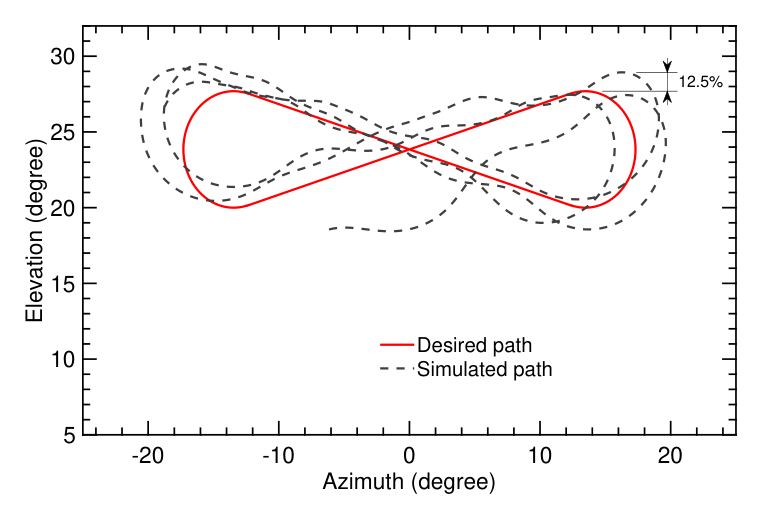 30
12.5%
25
20
15
10
5
Elevation (degree)
Desired path
Simulated path
-20 -10 0 10 20
Azimuth (degree)